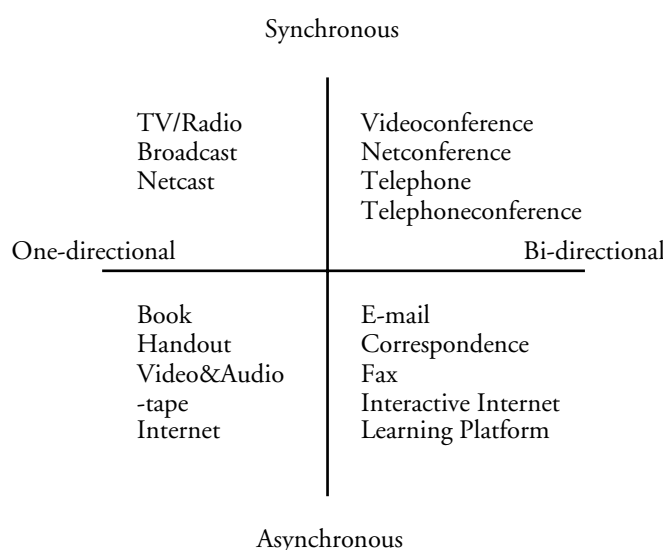 Synchronous
TV/Radio
Broadcast
Netcast
Videoconference
Netconference
Telephone
Telephoneconference
One-directional
Bi-directional
Book
Handout
Video&Audio
-tape
Internet
E-mail
Correspondence
Fax
Interactive Internet
Learning Platform
Asynchronous